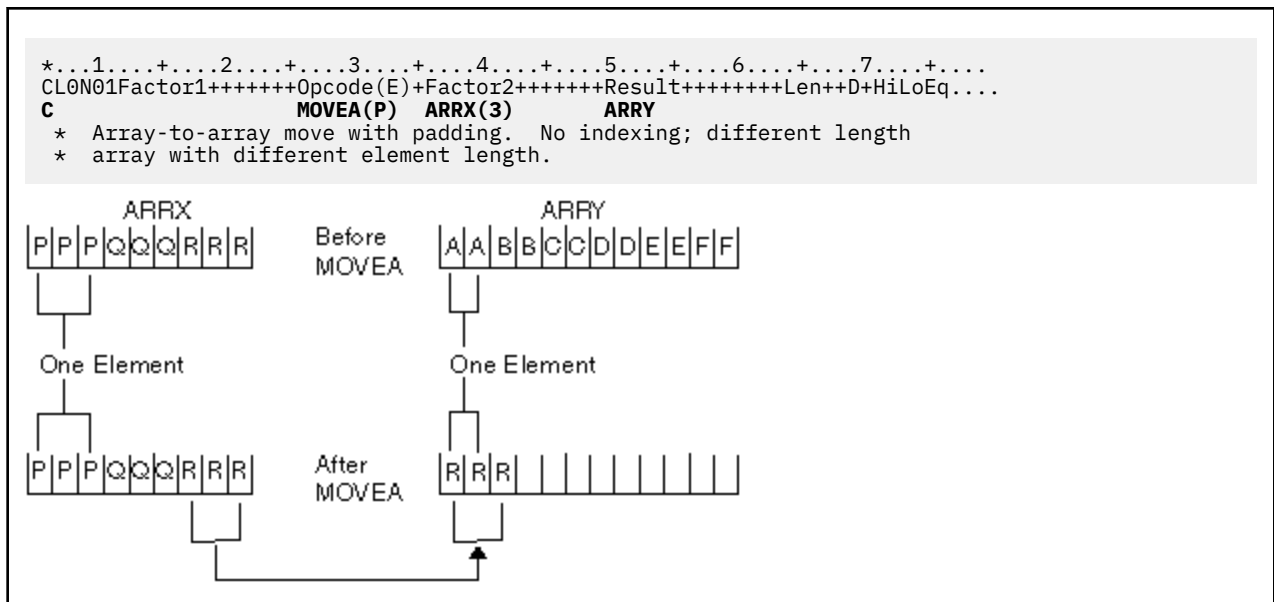 *...1....+....2....+....3....+....4....+....5....+....6....+....7....+....
CL0N01Factor1+++++++Opcode(E)+Factor2+++++++Result++++++++Len++D+HiLoEq....
C                   MOVEA(P)  ARRX(3)       ARRY
 *  Array-to-array move with padding.  No indexing; different length
 *  array with different element length.
ARRX ARRY
P P P Q Q Q R R R Before A A B B C C D D E E F F
MOVEA
One Element One Element
P P P Q Q Q R R R After R R R
MOVEA